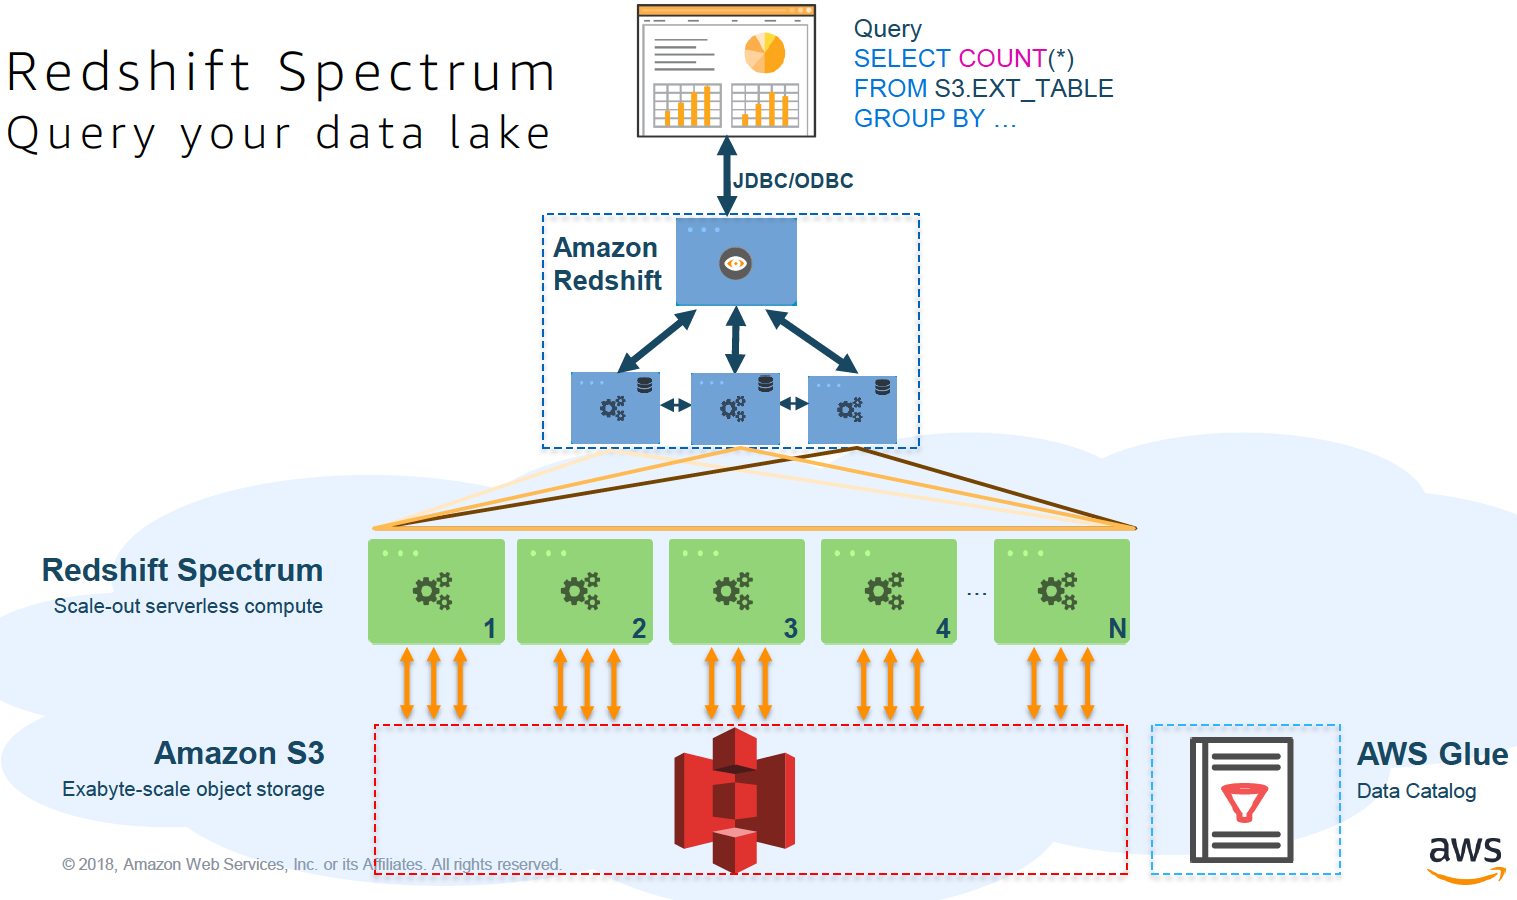 Redshift Spectrum
Query your data lake
Query
SELECT COUNT(*)
FROM S3.EXT_TABLE
GROUP BY …
JDBC/ODBC
Amazon
Redshift
Redshift Spectrum
Scale-out serverless compute
1
2
3
4
...
N
Amazon S3
Exabyte-scale object storage
AWS Glue
Data Catalog
© 2018, Amazon Web Services, Inc. or its Affiliates. All rights reserved.
aws